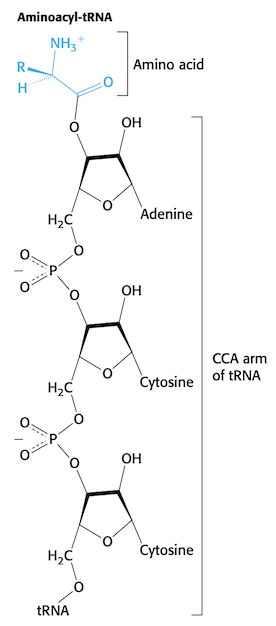 Aminoacyl-tRNA
NH3+
Amino acid
R
H
O
O
OH
O
Adenine
H2C
O
O
P
−
O
O
OH
O
Cytosine
CCA arm
of tRNA
H2C
O
O
P
−
O
O
OH
O
Cytosine
H2C
O
tRNA